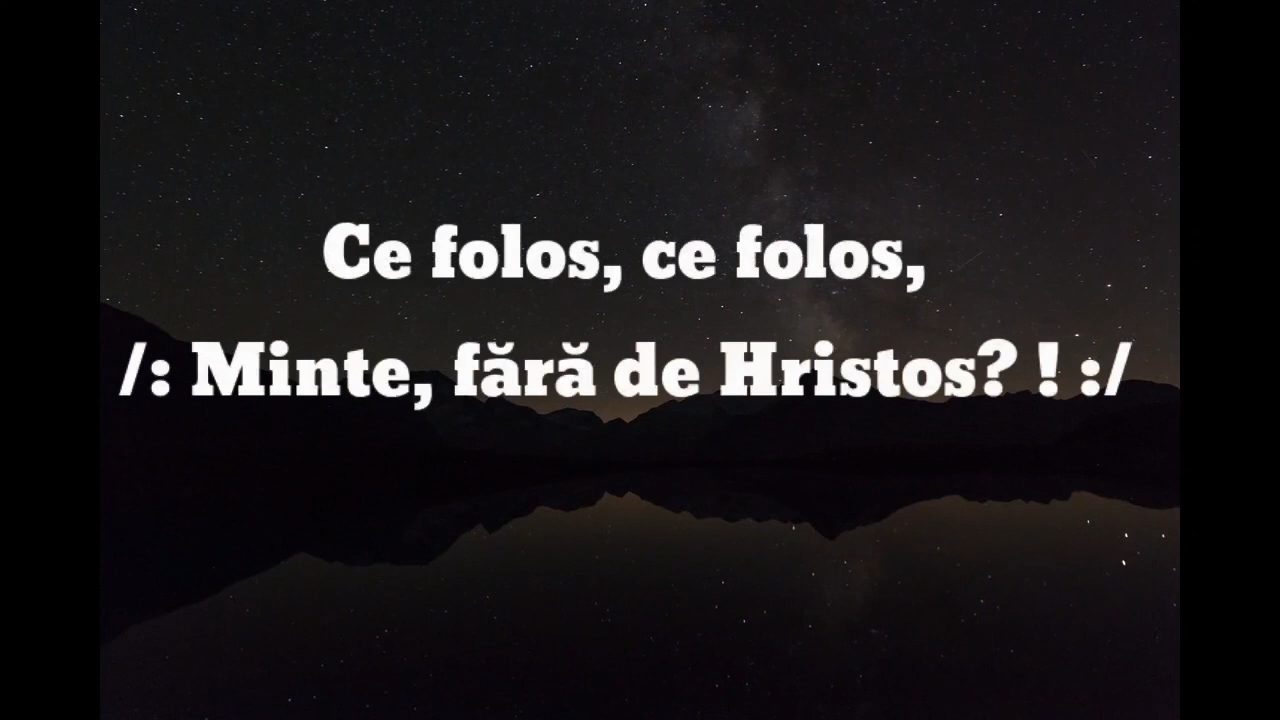 Ce folos, ce folos,
/: Minte, fără de Hristos? ! :/